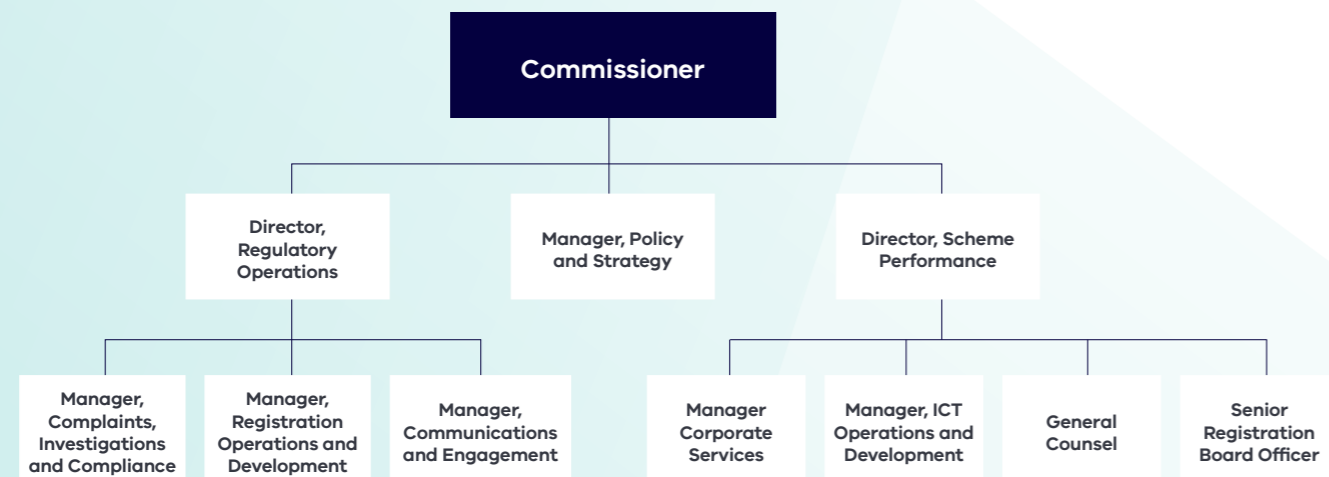 Commissioner
Director,
Regulatory
Operations
Manager, Policy
and Strategy
Director, Scheme
Performance
Manager,
Complaints,
Investigations
and Compliance
Manager,
Registration
Operations and
Development
Manager,
Communications
and Engagement
Manager
Corporate
Services
Manager, ICT
Operations and
Development
General
Counsel
Senior
Registration
Board Officer